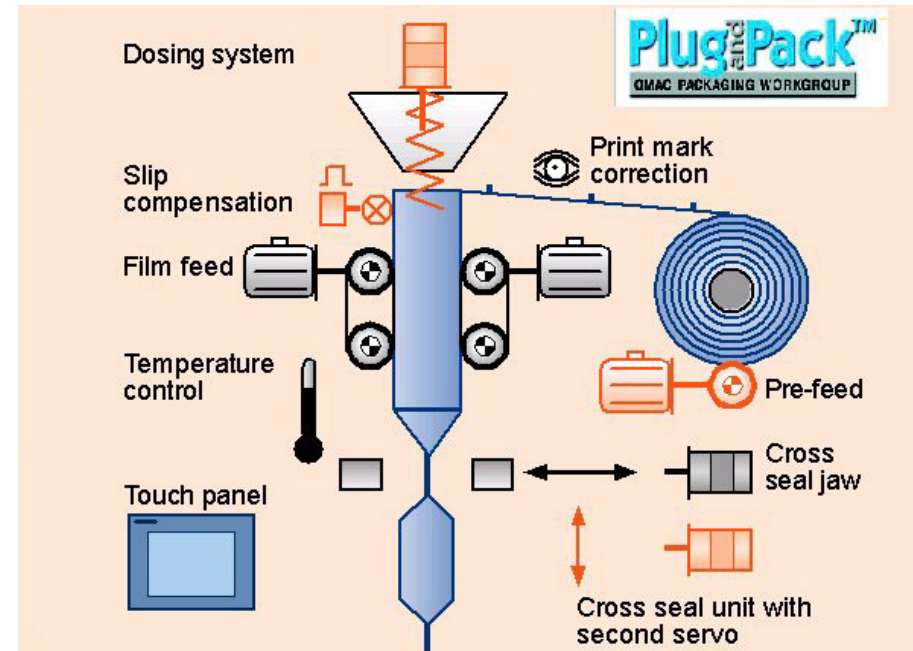 Dosing system
Plug and Pack™
OMAC PACKAGING WORKGROUP
Print mark
correction
Slip
compensation
Film feed
Temperature
control
Pre-feed
Cross
seal jaw
Touch panel
Cross seal unit with
second servo